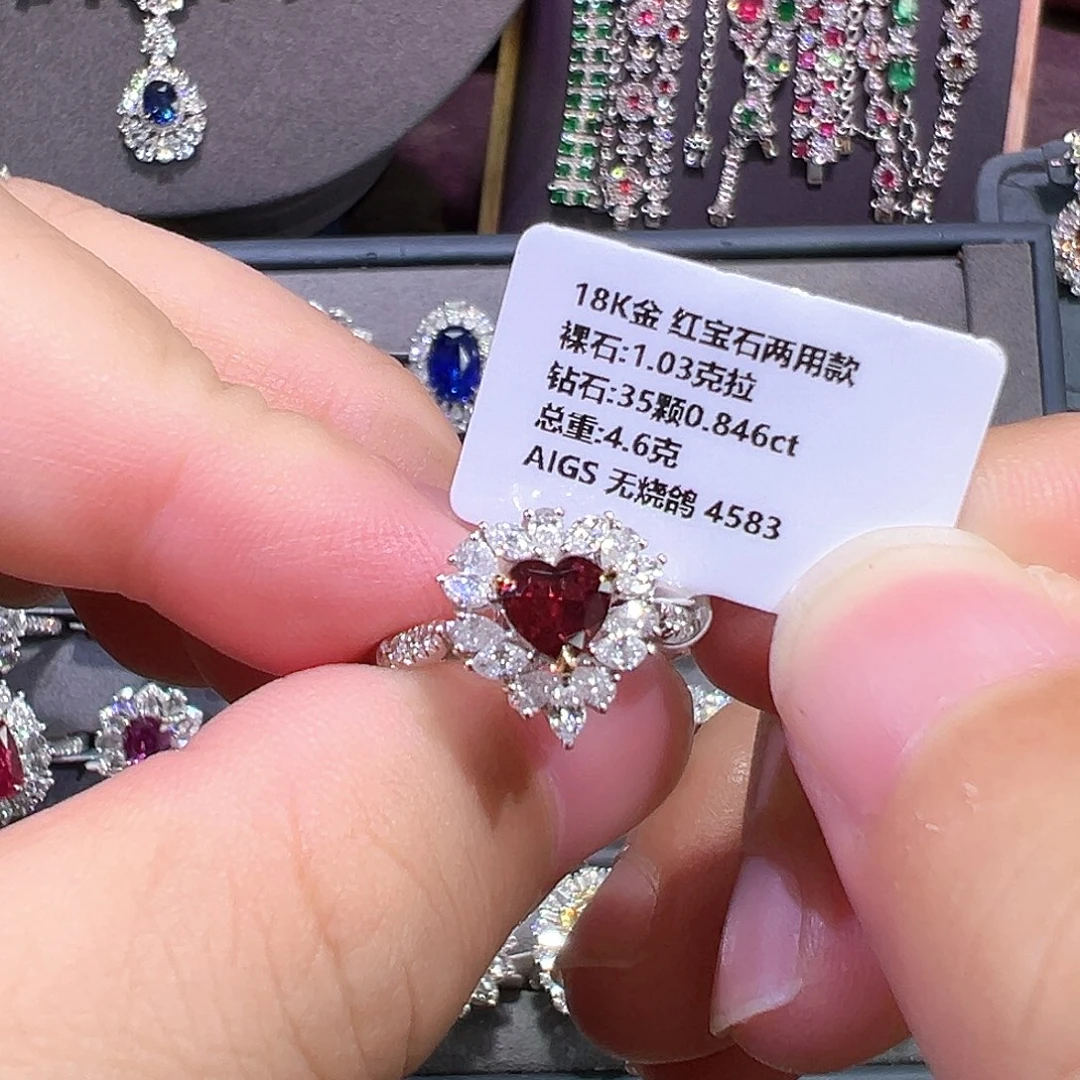 18K金 红宝石两用款
裸石:1.03克拉
钻石:35颗0.846ct
总重:4.6克
AIGS 无烧鸽 4583